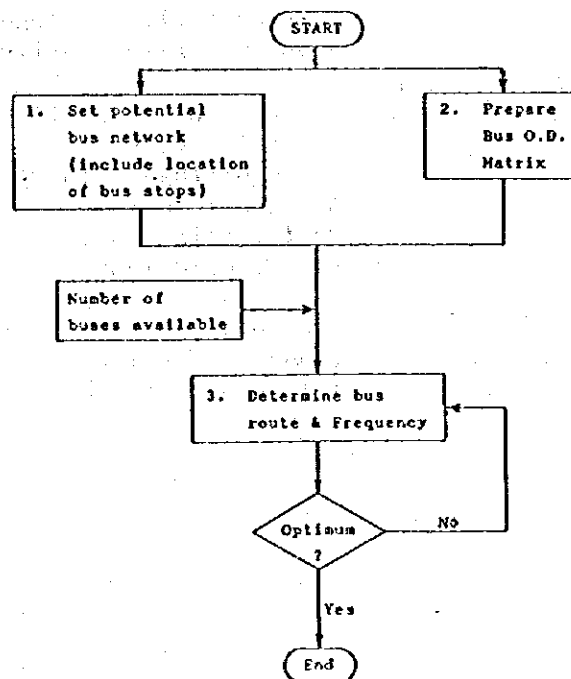 START
1. Set potential
bus network
(include location
of bus stops)
2. Prepare
Bus O.D.
Matrix
Number of
buses available
3. Determine bus
route & Frequency
Optimum
?
No
Yes
End